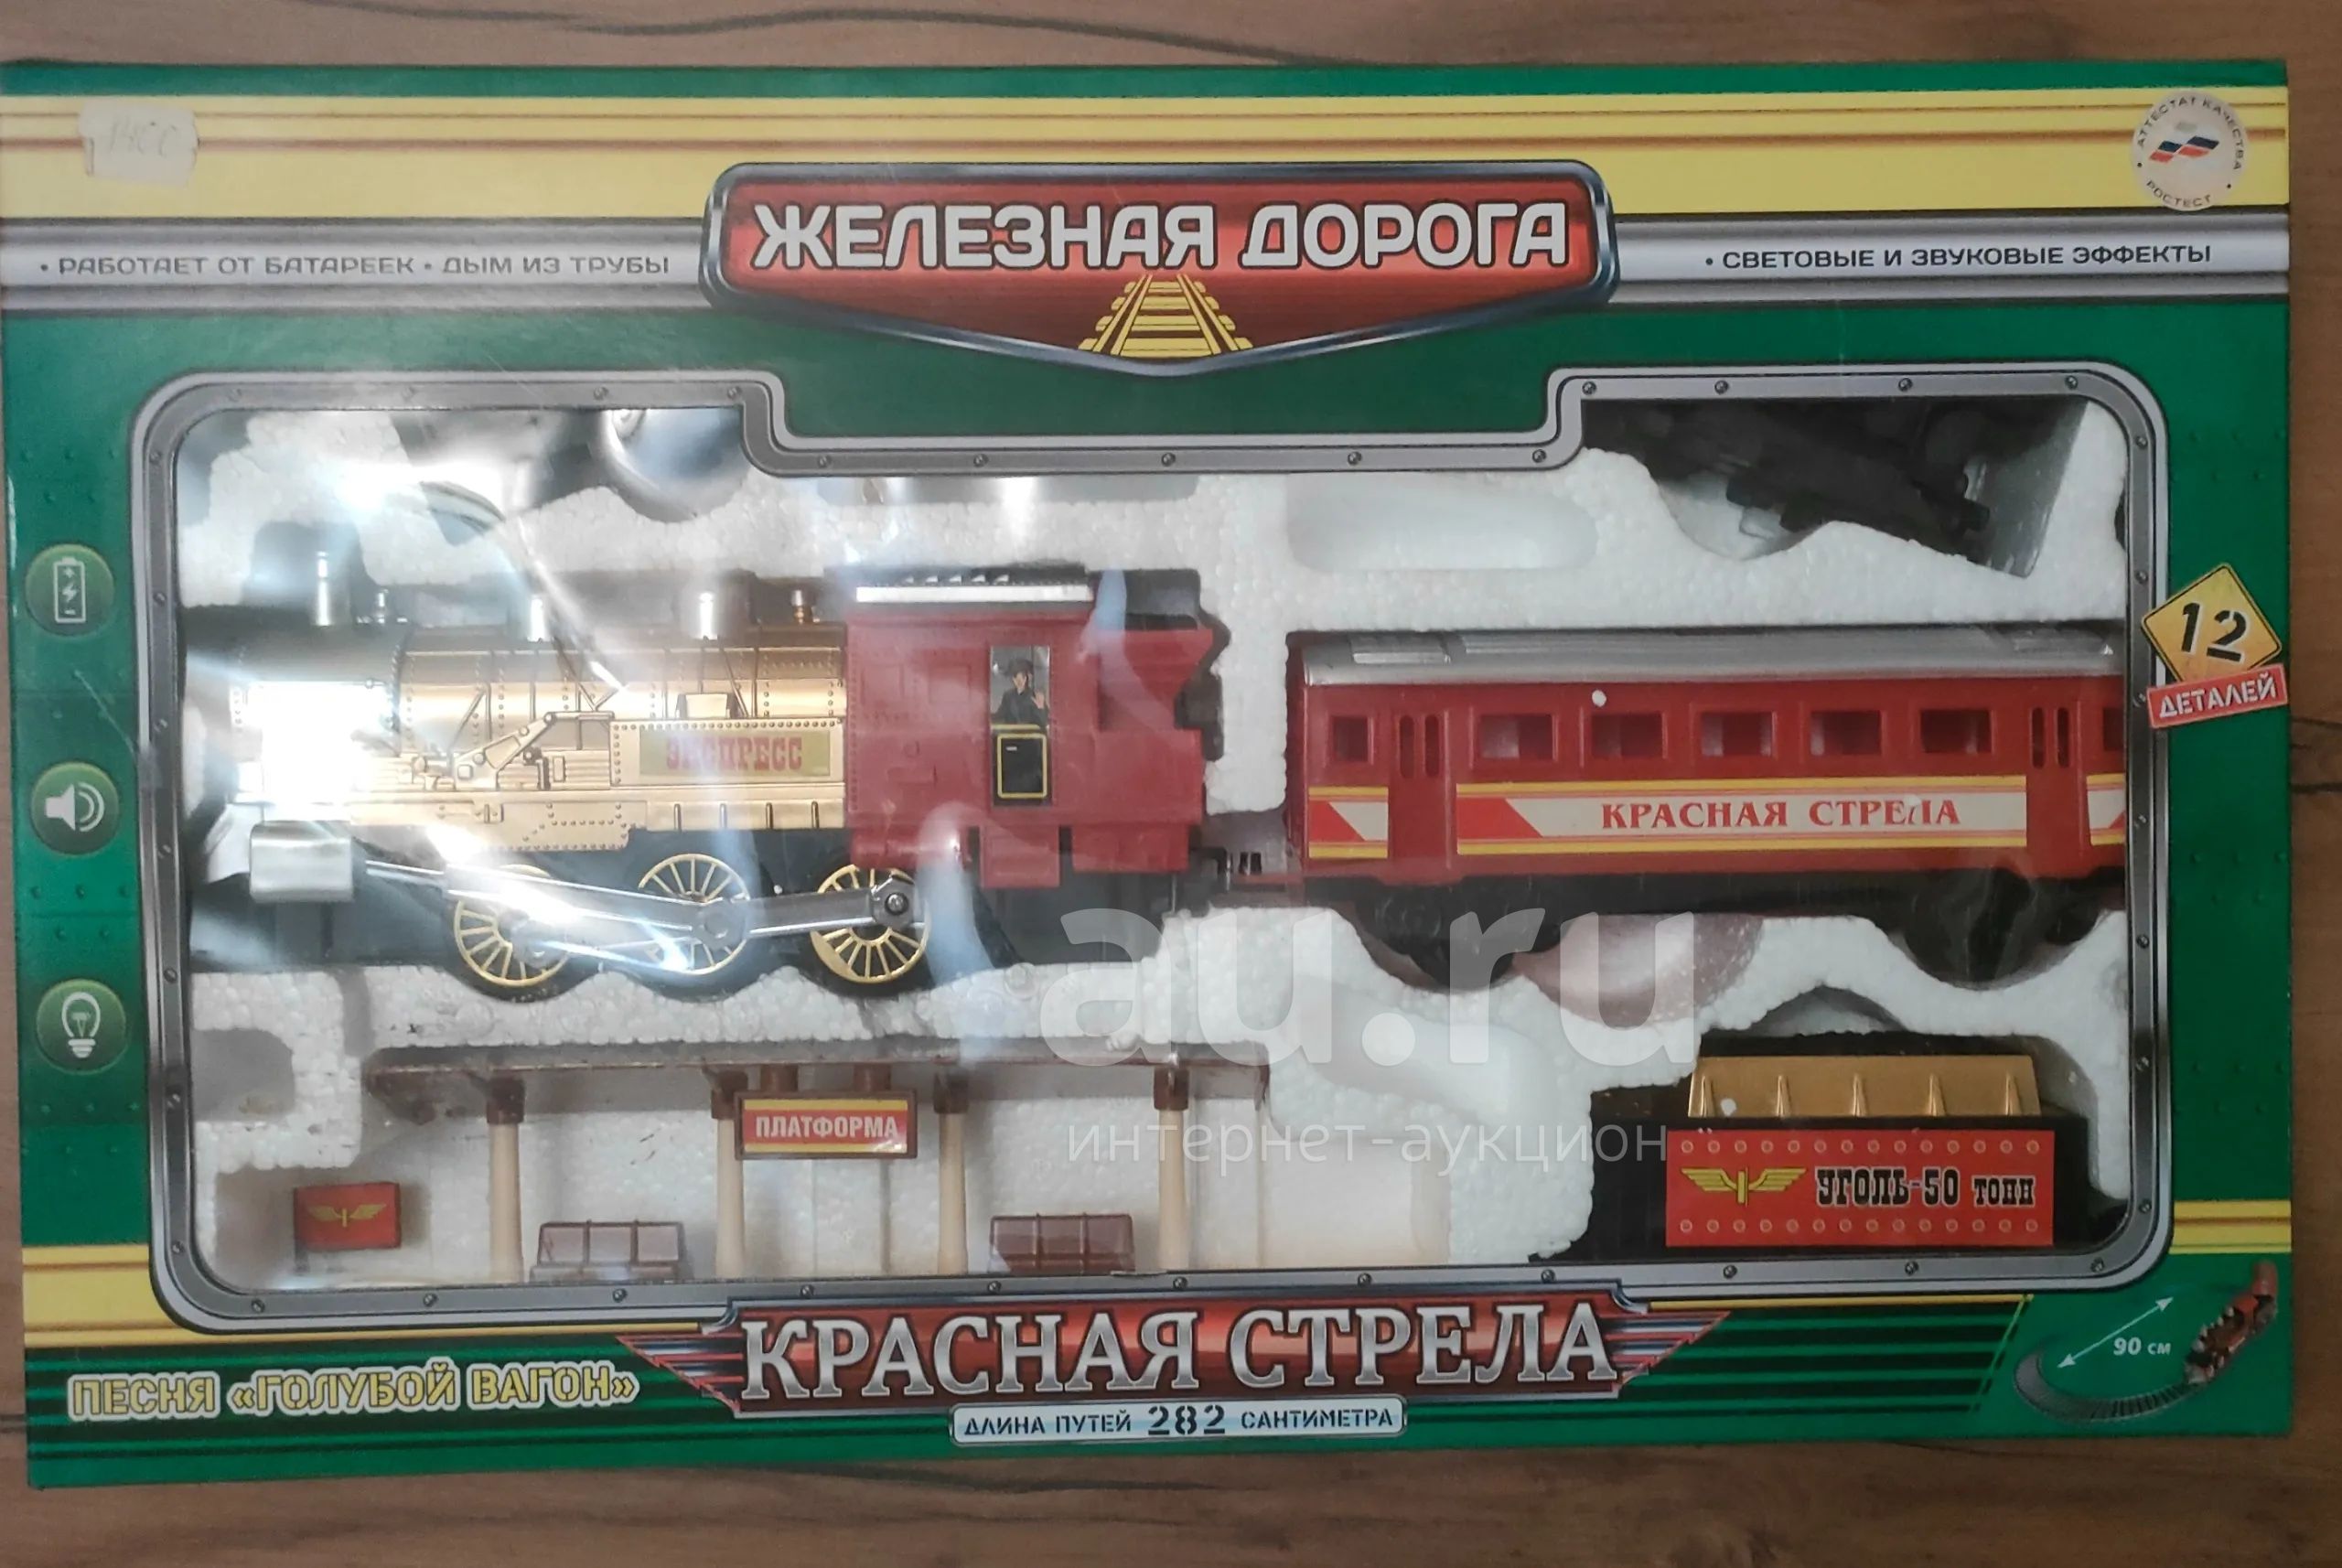 АТТЕСТАТ КАЧЕСТВА
РОСТЕСТ
ЖЕЛЕЗНАЯ ДОРОГА
• РАБОТАЕТ ОТ БАТАРЕЕК • ДЫМ ИЗ ТРУБЫ
• СВЕТОВЫЕ И ЗВУКОВЫЕ ЭФФЕКТЫ
12
ДЕТАЛЕЙ
ЭКСПРЕСС
КРАСНАЯ СТРЕЛА
au.ru
интернет-аукцион
ПЛАТФОРМА
УГОЛЬ-50 ТОНН
КРАСНАЯ СТРЕЛА
90 см
ПЕСНЯ «ГОЛУБОЙ ВАГОН»
ДЛИНА ПУТЕЙ 282 САНТИМЕТРА